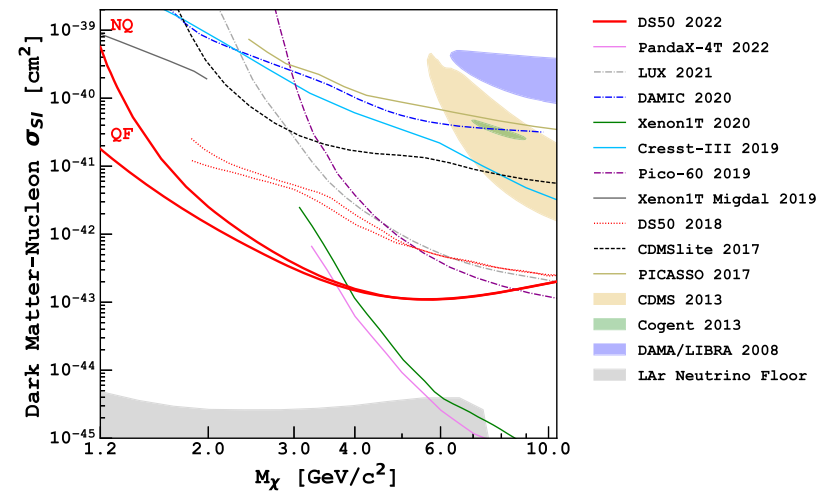 NQ
QF
10⁻³⁹
10⁻⁴⁰
10⁻⁴¹
10⁻⁴²
10⁻⁴³
10⁻⁴⁴
10⁻⁴⁵
Dark Matter-Nucleon σSI [cm²]
1.2 2.0 3.0 4.0 6.0 10.0
Mχ [GeV/c²]
DS50 2022
PandaX-4T 2022
LUX 2021
DAMIC 2020
Xenon1T 2020
Cresst-III 2019
Pico-60 2019
Xenon1T Migdal 2019
DS50 2018
CDMSlite 2017
PICASSO 2017
CDMS 2013
Cogent 2013
DAMA/LIBRA 2008
LAr Neutrino Floor